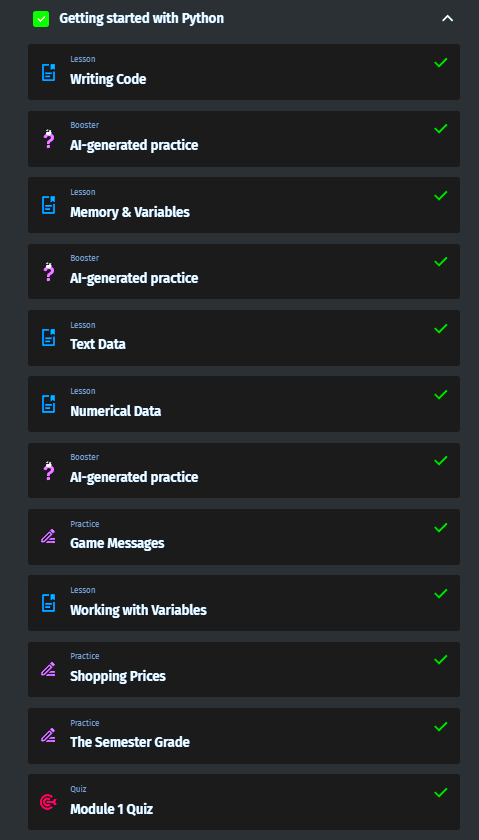 Getting started with Python
Lesson
Writing Code
Booster
AI-generated practice
Lesson
Memory & Variables
Booster
AI-generated practice
Lesson
Text Data
Lesson
Numerical Data
Booster
AI-generated practice
Practice
Game Messages
Lesson
Working with Variables
Practice
Shopping Prices
Practice
The Semester Grade
Quiz
Module 1 Quiz